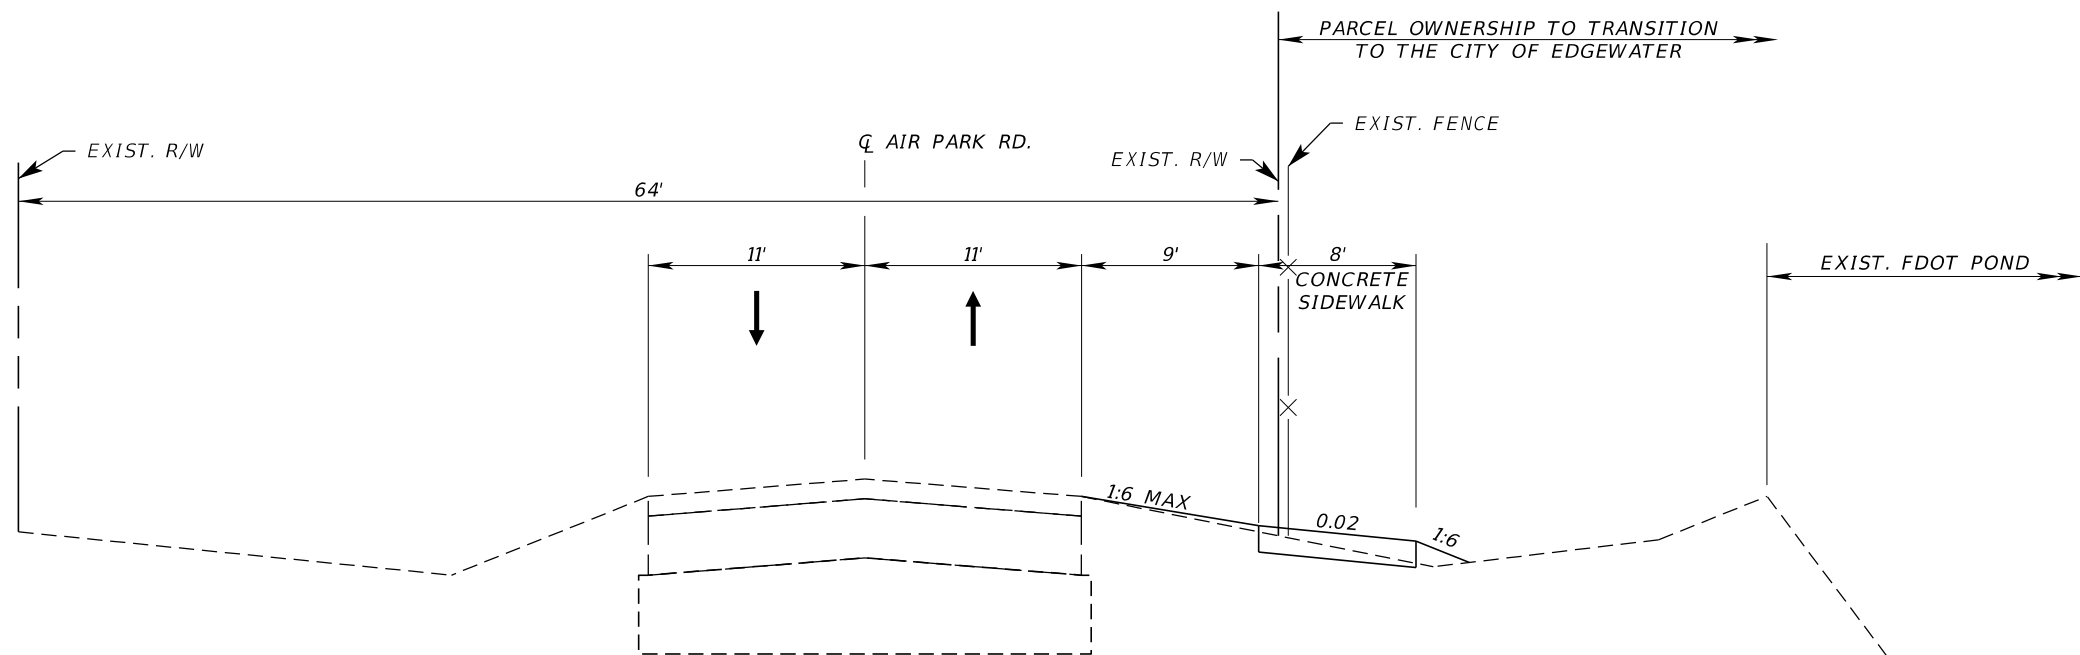 PARCEL OWNERSHIP TO TRANSITION
TO THE CITY OF EDGEWATER
EXIST. FENCE
℄ AIR PARK RD.
EXIST. R/W
EXIST. R/W
64'
11'
11'
9'
8'
CONCRETE
SIDEWALK
EXIST. FDOT POND
1:6 MAX
0.02
1:6